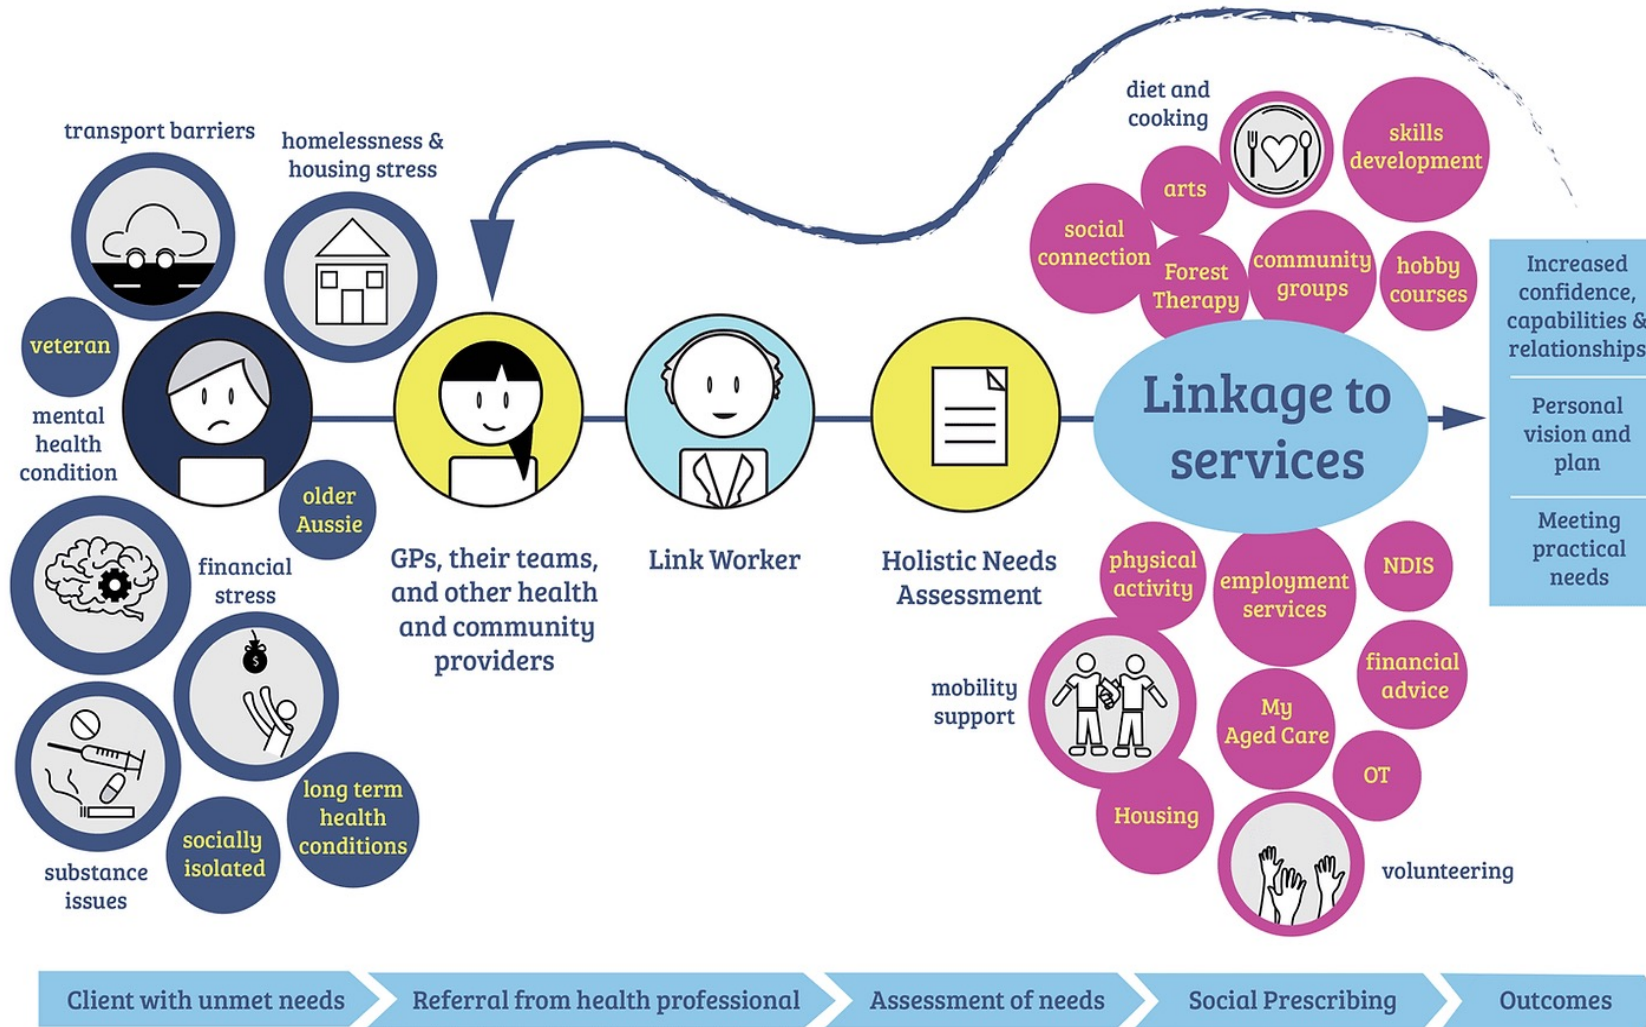 transport barriers
homelessness &
housing stress
veteran
mental
health
condition
older
Aussie
financial
stress
$
substance
issues
socially
isolated
long term
health
conditions
GPs, their teams,
and other health
and community
providers
Link Worker
Holistic Needs
Assessment
diet and
cooking
skills
development
arts
social
connection
Forest
Therapy
community
groups
hobby
courses
Linkage to
services
physical
activity
employment
services
NDIS
mobility
support
financial
advice
My
Aged Care
OT
Housing
volunteering
Increased
confidence,
capabilities &
relationships
Personal
vision and
plan
Meeting
practical
needs
Client with unmet needs
Referral from health professional
Assessment of needs
Social Prescribing
Outcomes